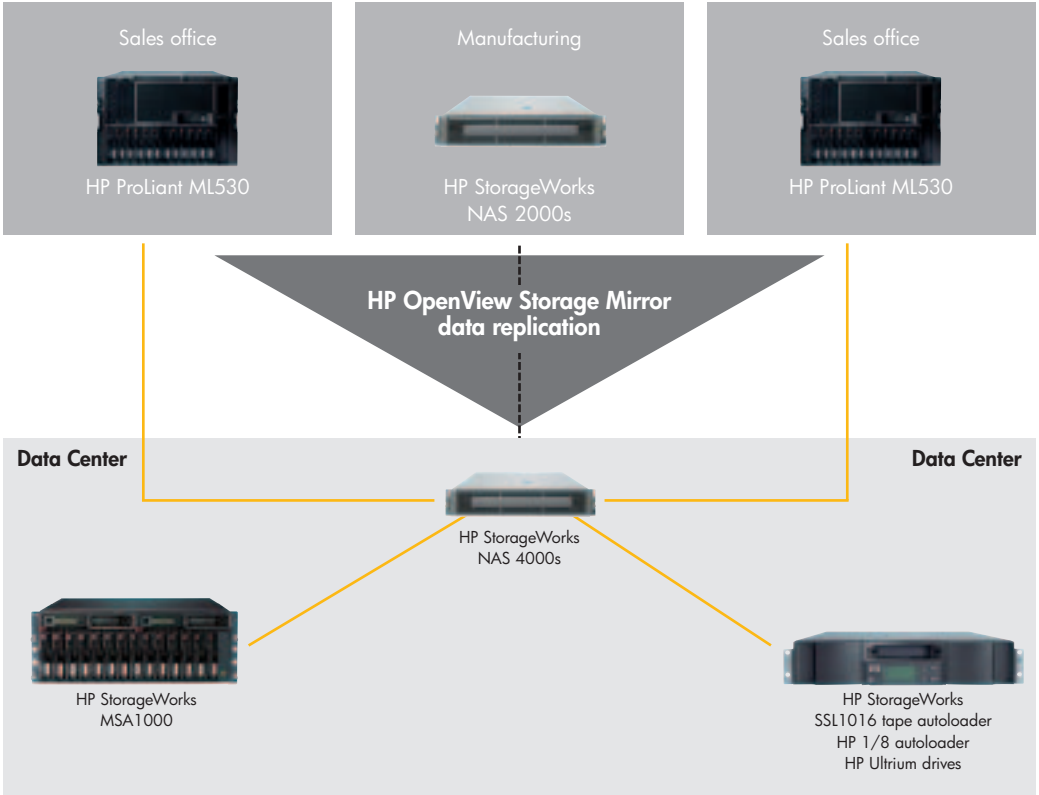 Sales office
HP ProLiant ML530
Manufacturing
HP StorageWorks
NAS 2000s
Sales office
HP ProLiant ML530
HP OpenView Storage Mirror
data replication
Data Center
Data Center
HP StorageWorks
NAS 4000s
HP StorageWorks
MSA1000
HP StorageWorks
SSL1016 tape autoloader
HP 1/8 autoloader
HP Ultrium drives